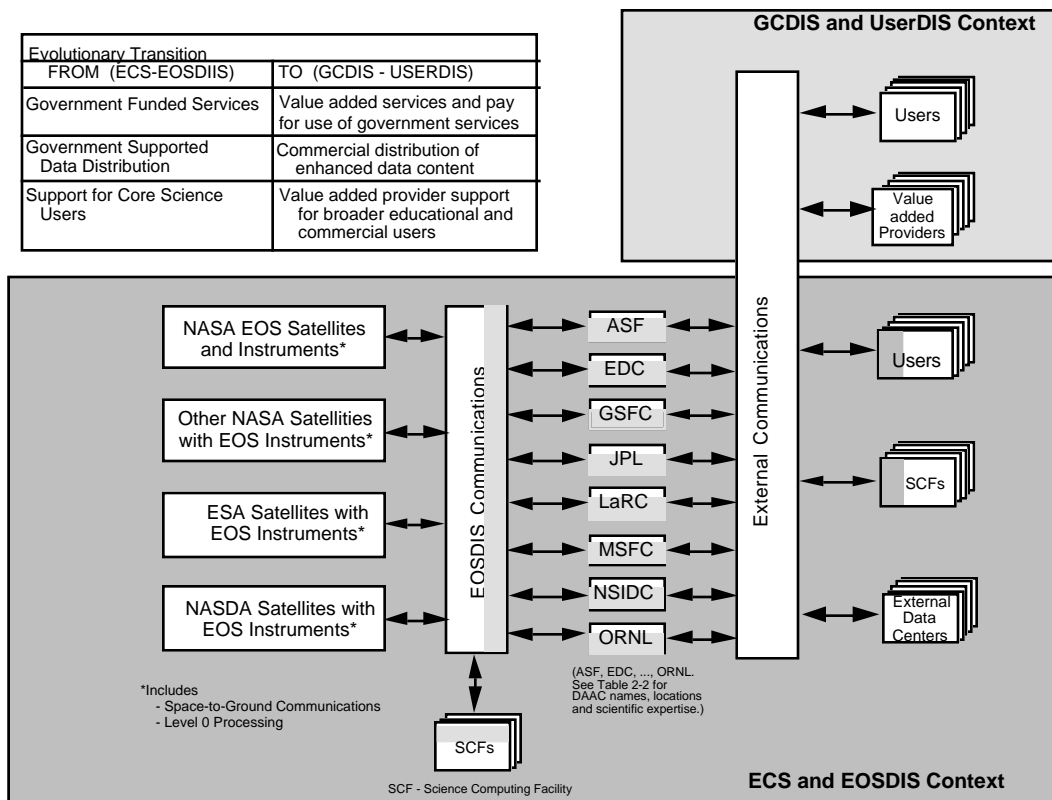 GCDIS and UserDIS Context
Evolutionary Transition
FROM (ECS-EOSDIIS)
TO (GCDIS - USERDIS)
Government Funded Services
Value added services and pay
for use of government services
Government Supported
Data Distribution
Commercial distribution of
enhanced data content
Support for Core Science
Users
Value added provider support
for broader educational and
commercial users
Users
Value
added
Providers
NASA EOS Satellites
and Instruments*
Other NASA Satellities
with EOS Instruments*
ESA Satellites with
EOS Instruments*
NASDA Satellites with
EOS Instruments*
EOSDIS Communications
ASF
EDC
GSFC
JPL
LaRC
MSFC
NSIDC
ORNL
(ASF, EDC, ..., ORNL.
See Table 2-2 for
DAAC names, locations
and scientific expertise.)
External Communications
Users
SCFs
External
Data
Centers
*Includes
- Space-to-Ground Communications
- Level 0 Processing
SCFs
SCF - Science Computing Facility
ECS and EOSDIS Context